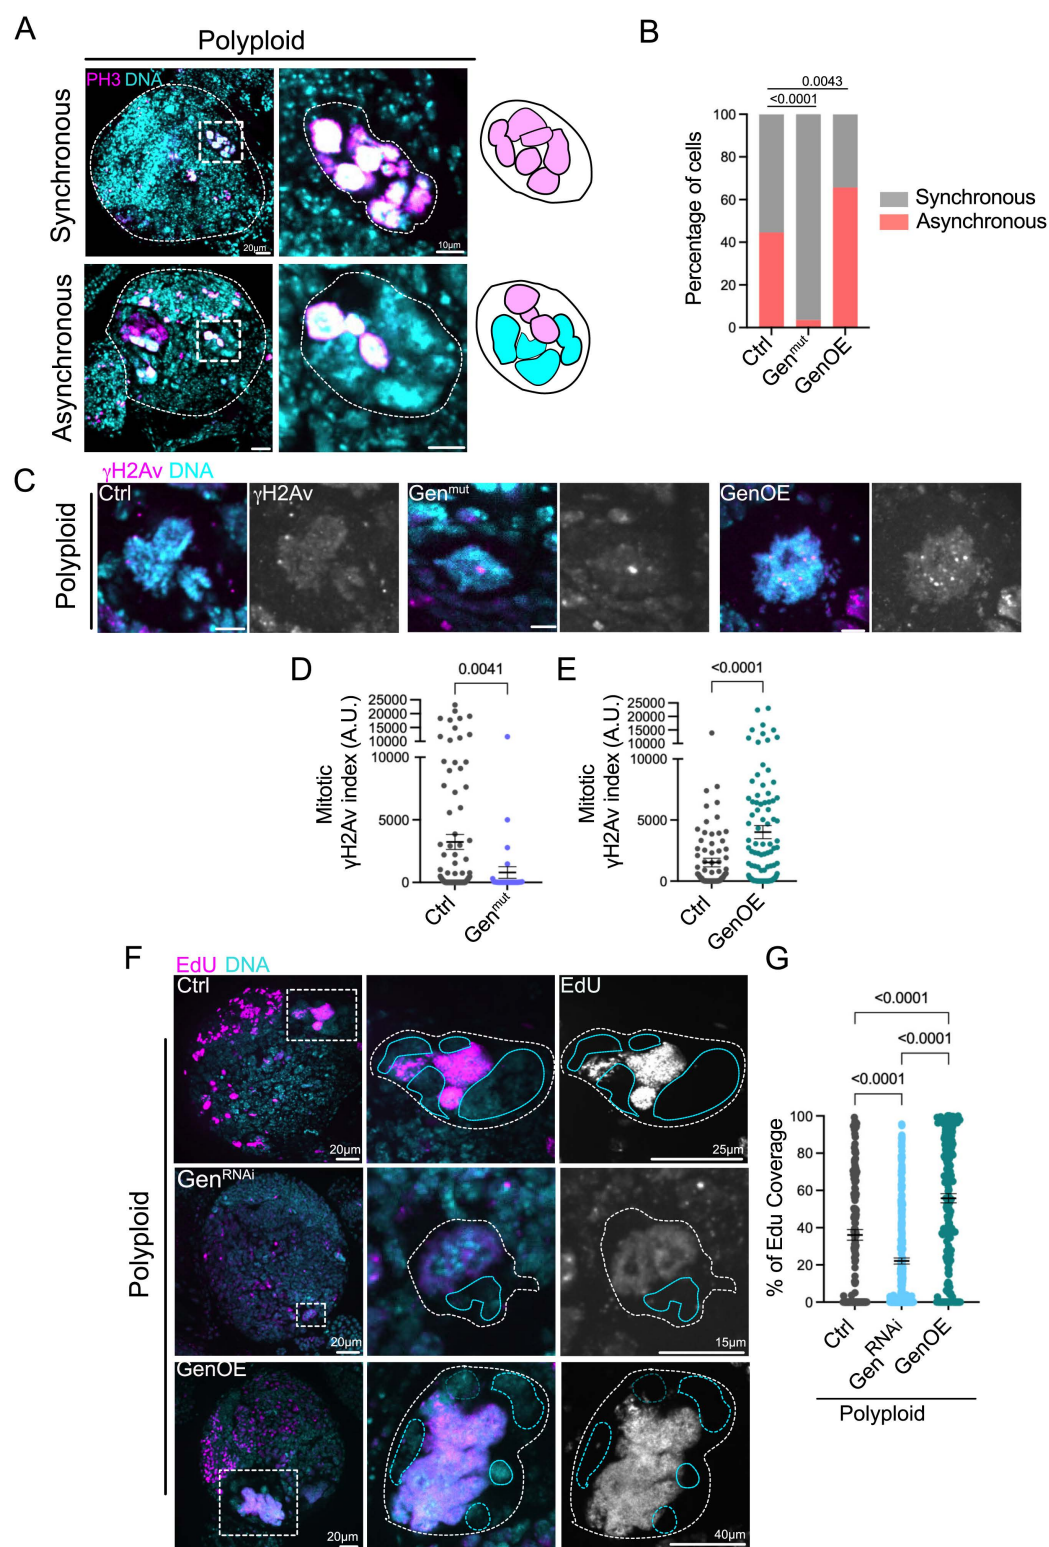 A
Polyploid
PH3 DNA
Synchronous
20µm
10µm
Asynchronous
B
0.0043
<0.0001
Percentage of cells
100
80
60
40
20
0
Ctrl
Genmut
GenOE
Synchronous
Asynchronous
C
γH2Av DNA
Polyploid
Ctrl
γH2Av
Genmut
GenOE
D
0.0041
Mitotic
γH2Av index (A.U.)
25000
20000
15000
10000
10000
5000
0
Ctrl
Genmut
E
<0.0001
Mitotic
γH2Av index (A.U.)
25000
20000
15000
10000
10000
5000
0
Ctrl
GenOE
F
EdU DNA
Polyploid
Ctrl
EdU
20µm
25µm
GenRNAi
20µm
15µm
GenOE
20µm
40µm
G
<0.0001
<0.0001
<0.0001
% of Edu Coverage
100
80
60
40
20
0
Ctrl
Gen RNAi
GenOE
Polyploid